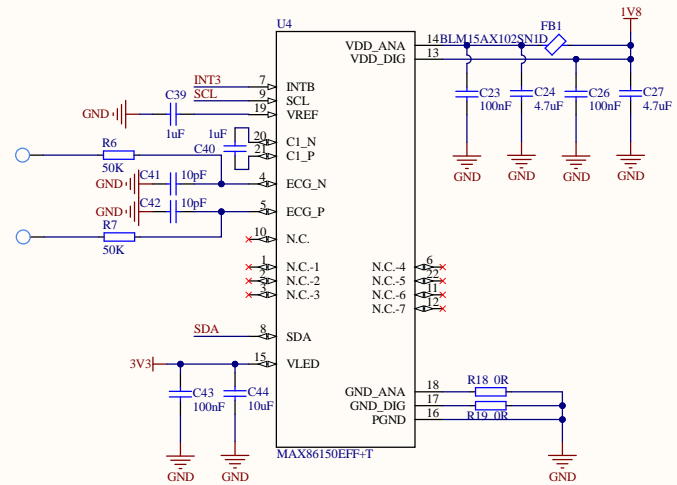 U4
FB1
1V8
14
BLM15AX102SN1D
VDD_ANA
VDD_DIG
13
INT3
7
INTB
SCL
9
SCL
C39
19
VREF
GND
1uF
C23
100nF
C24
4.7uF
C26
100nF
C27
4.7uF
1uF
20
C1_N
C40
21
C1_P
R6
50K
GND
GND
GND
GND
C41
10pF
GND
4
ECG_N
C42
10pF
GND
5
ECG_P
R7
50K
10
N.C.
1
N.C.-1
2
N.C.-2
3
N.C.-3
N.C.-4
6
N.C.-5
22
N.C.-6
11
N.C.-7
12
SDA
8
SDA
3V3
15
VLED
C43
100nF
C44
10uF
GND_ANA
18
R18 0R
GND_DIG
17
R19 0R
PGND
16
GND
GND
GND
MAX86150EFF+T